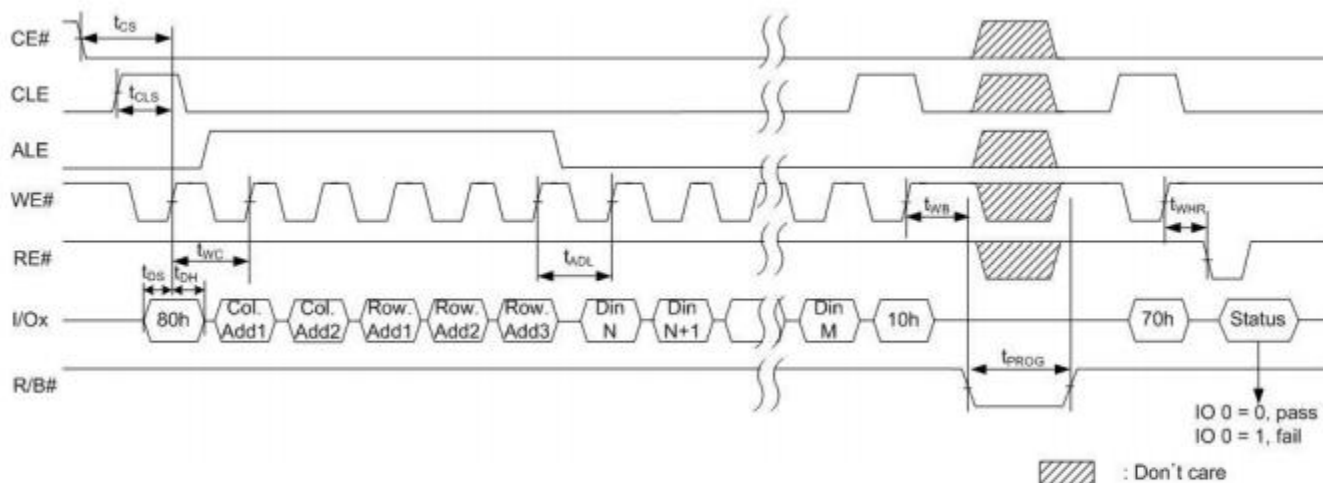 CE#
tCS
CLE
tCLS
ALE
WE#
tWB
tWHR
RE#
tDS
tDH
tWC
tADL
I/Ox
80h
Col. Add1
Col. Add2
Row. Add1
Row. Add2
Row. Add3
Din N
Din N+1
Din M
10h
70h
Status
R/B#
tPROG
IO 0 = 0, pass
IO 0 = 1, fail
: Don`t care